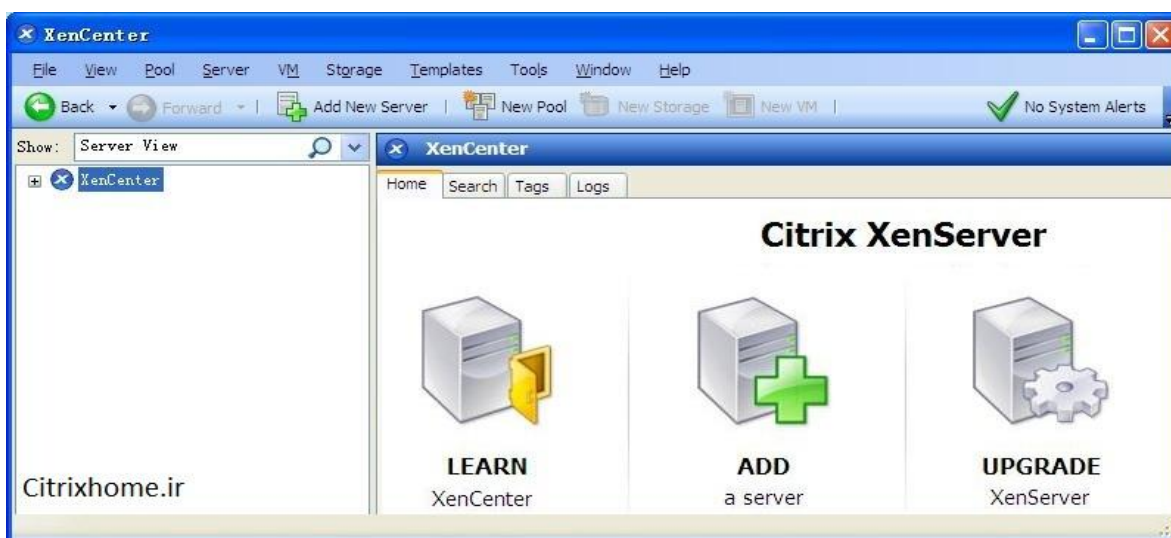 XenCenter
File View Pool Server VM Storage Templates Tools Window Help
Back Forward Add New Server New Pool New Storage New VM No System Alerts
Show: Server View
XenCenter
XenCenter
Home Search Tags Logs
Citrix XenServer
LEARN
XenCenter
ADD
a server
UPGRADE
XenServer
Citrixhome.ir